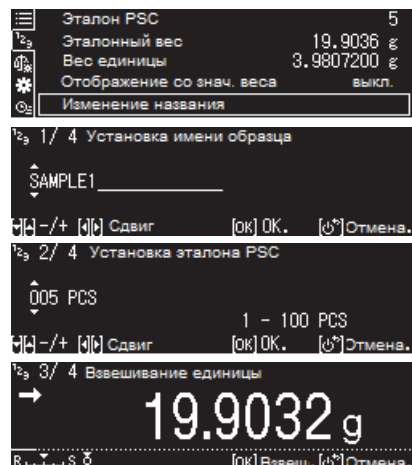 Эталон PSC 5
Эталонный вес 19.9036 g
Вес единицы 3.9807200 g
Отображение со знач. веса выкл.
Изменение названия
1/ 4 Установка имени образца
SAMPLE1
-/+ Сдвиг [OK] OK. Отмена.
2/ 4 Установка эталона PSC
005 PCS
1 - 100 PCS
-/+ Сдвиг [OK] OK. Отмена.
3/ 4 Взвешивание единицы
19.9032 g
[OK] Взвеш. Отмена